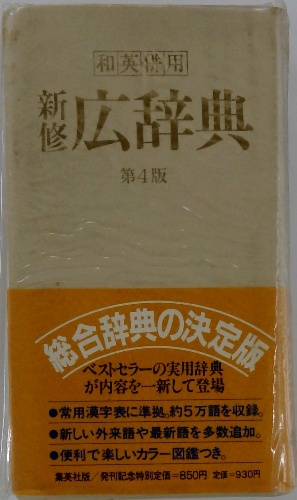 和英併用
新修広辞典
第4版
総合辞典の決定版
ベストセラーの実用辞典
が内容を一新して登場
●常用漢字表に準拠。約5万語を収録。
●新しい外来語や最新語を多数追加。
●便利で楽しいカラー図鑑つき。
集英社版/発刊記念特別定価=850円 定価=930円